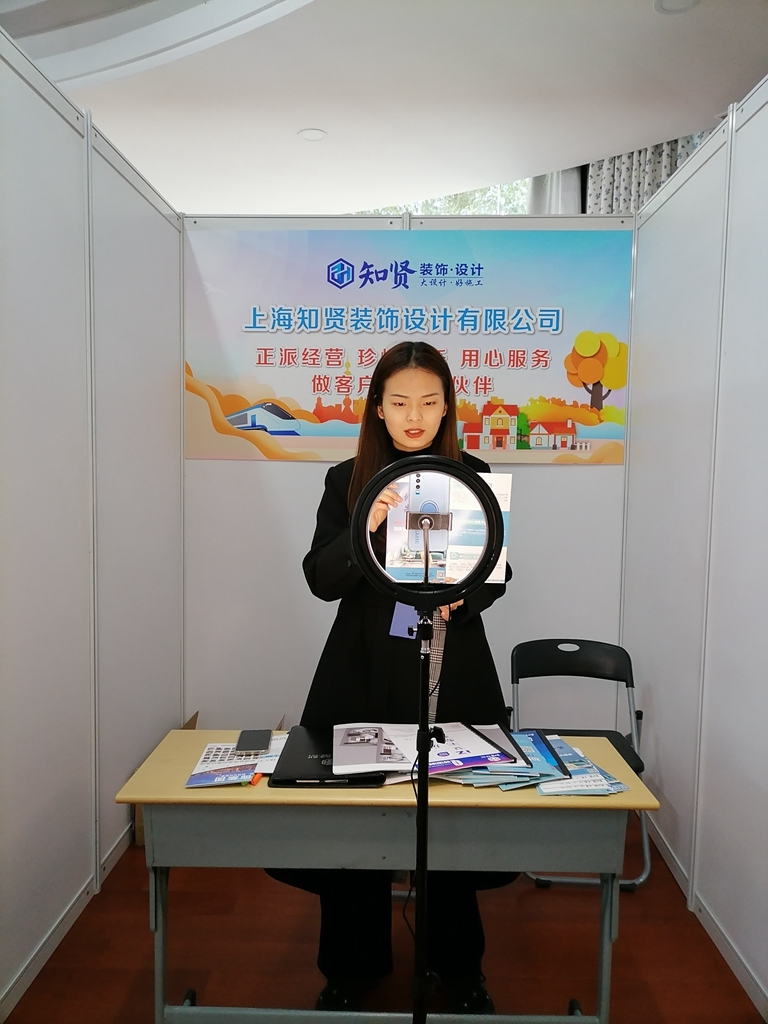 知贤 装饰·设计
大设计·好施工
上海知贤装饰设计有限公司
正派经营 珍 用心服务
做客户 伙伴